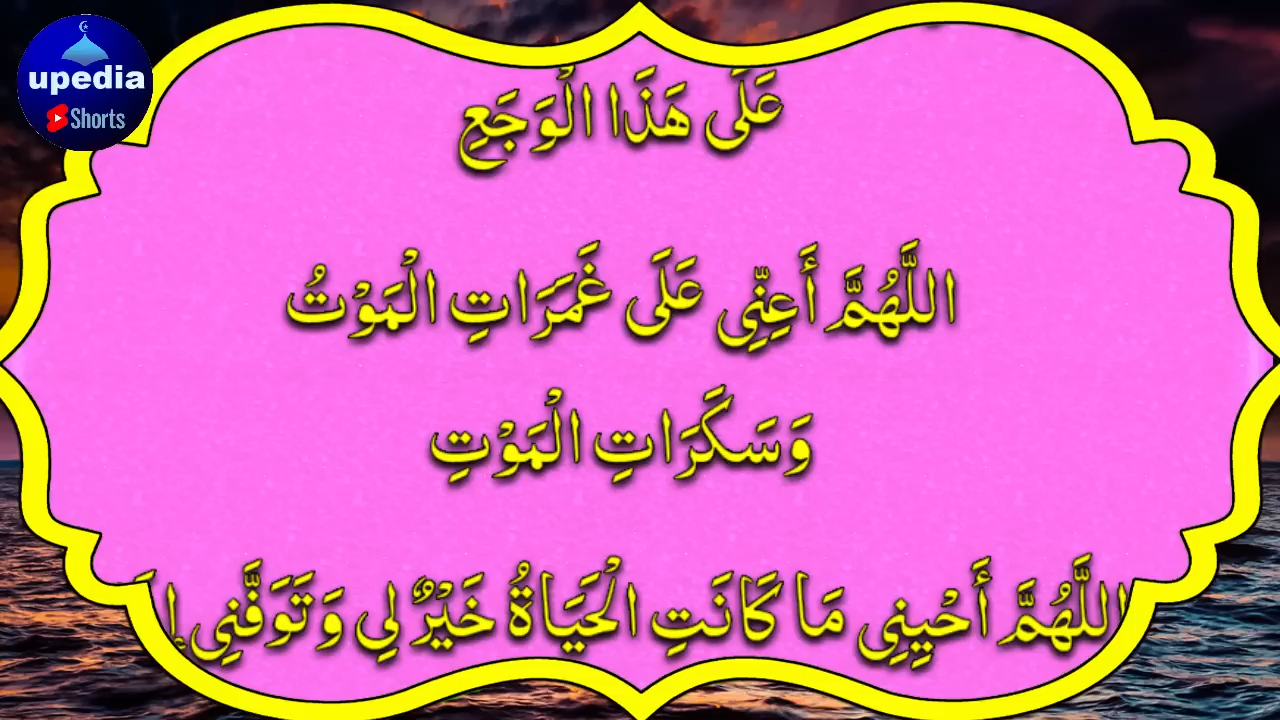 upedia
Shorts
عَلَى هَذَا الْوَجَعِ
اللَّهُمَّ أَعِنِّي عَلَى غَمَرَاتِ الْمَوْتُ
وَسَكَرَاتِ الْمَوْتِ
اللَّهُمَّ أَحْيِنِي مَا كَانَتِ الْحَيَاةُ خَيْرٌ لِي وَتَوَفَّنِي